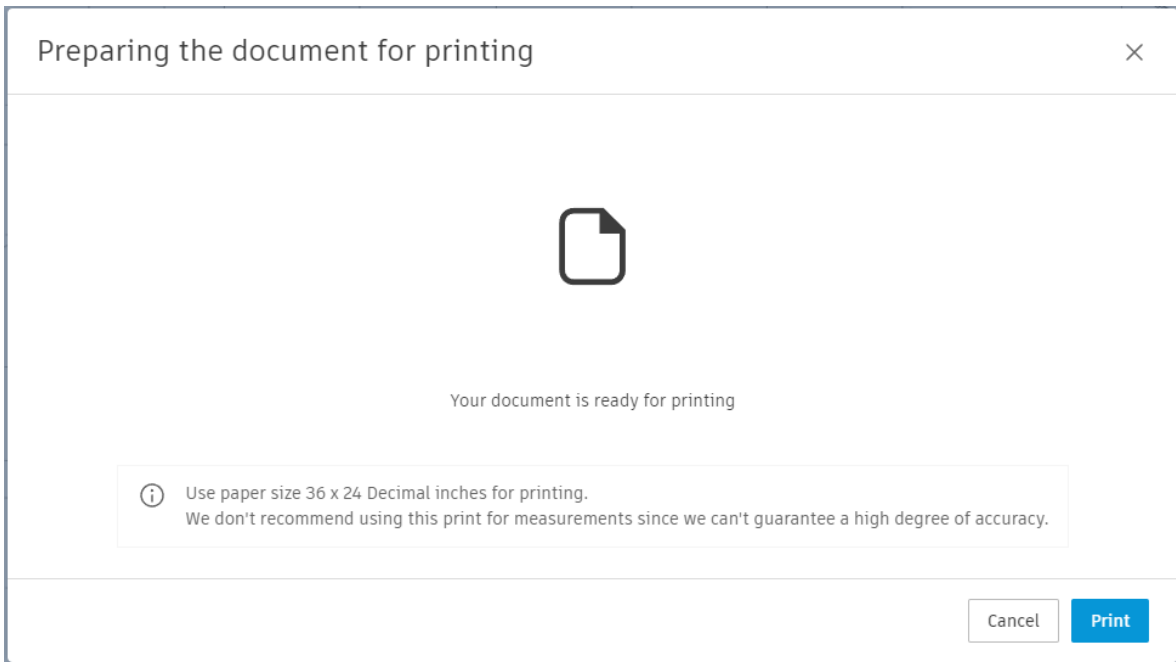 Preparing the document for printing
Your document is ready for printing
Use paper size 36 x 24 Decimal inches for printing.
We don't recommend using this print for measurements since we can't guarantee a high degree of accuracy.
Cancel
Print